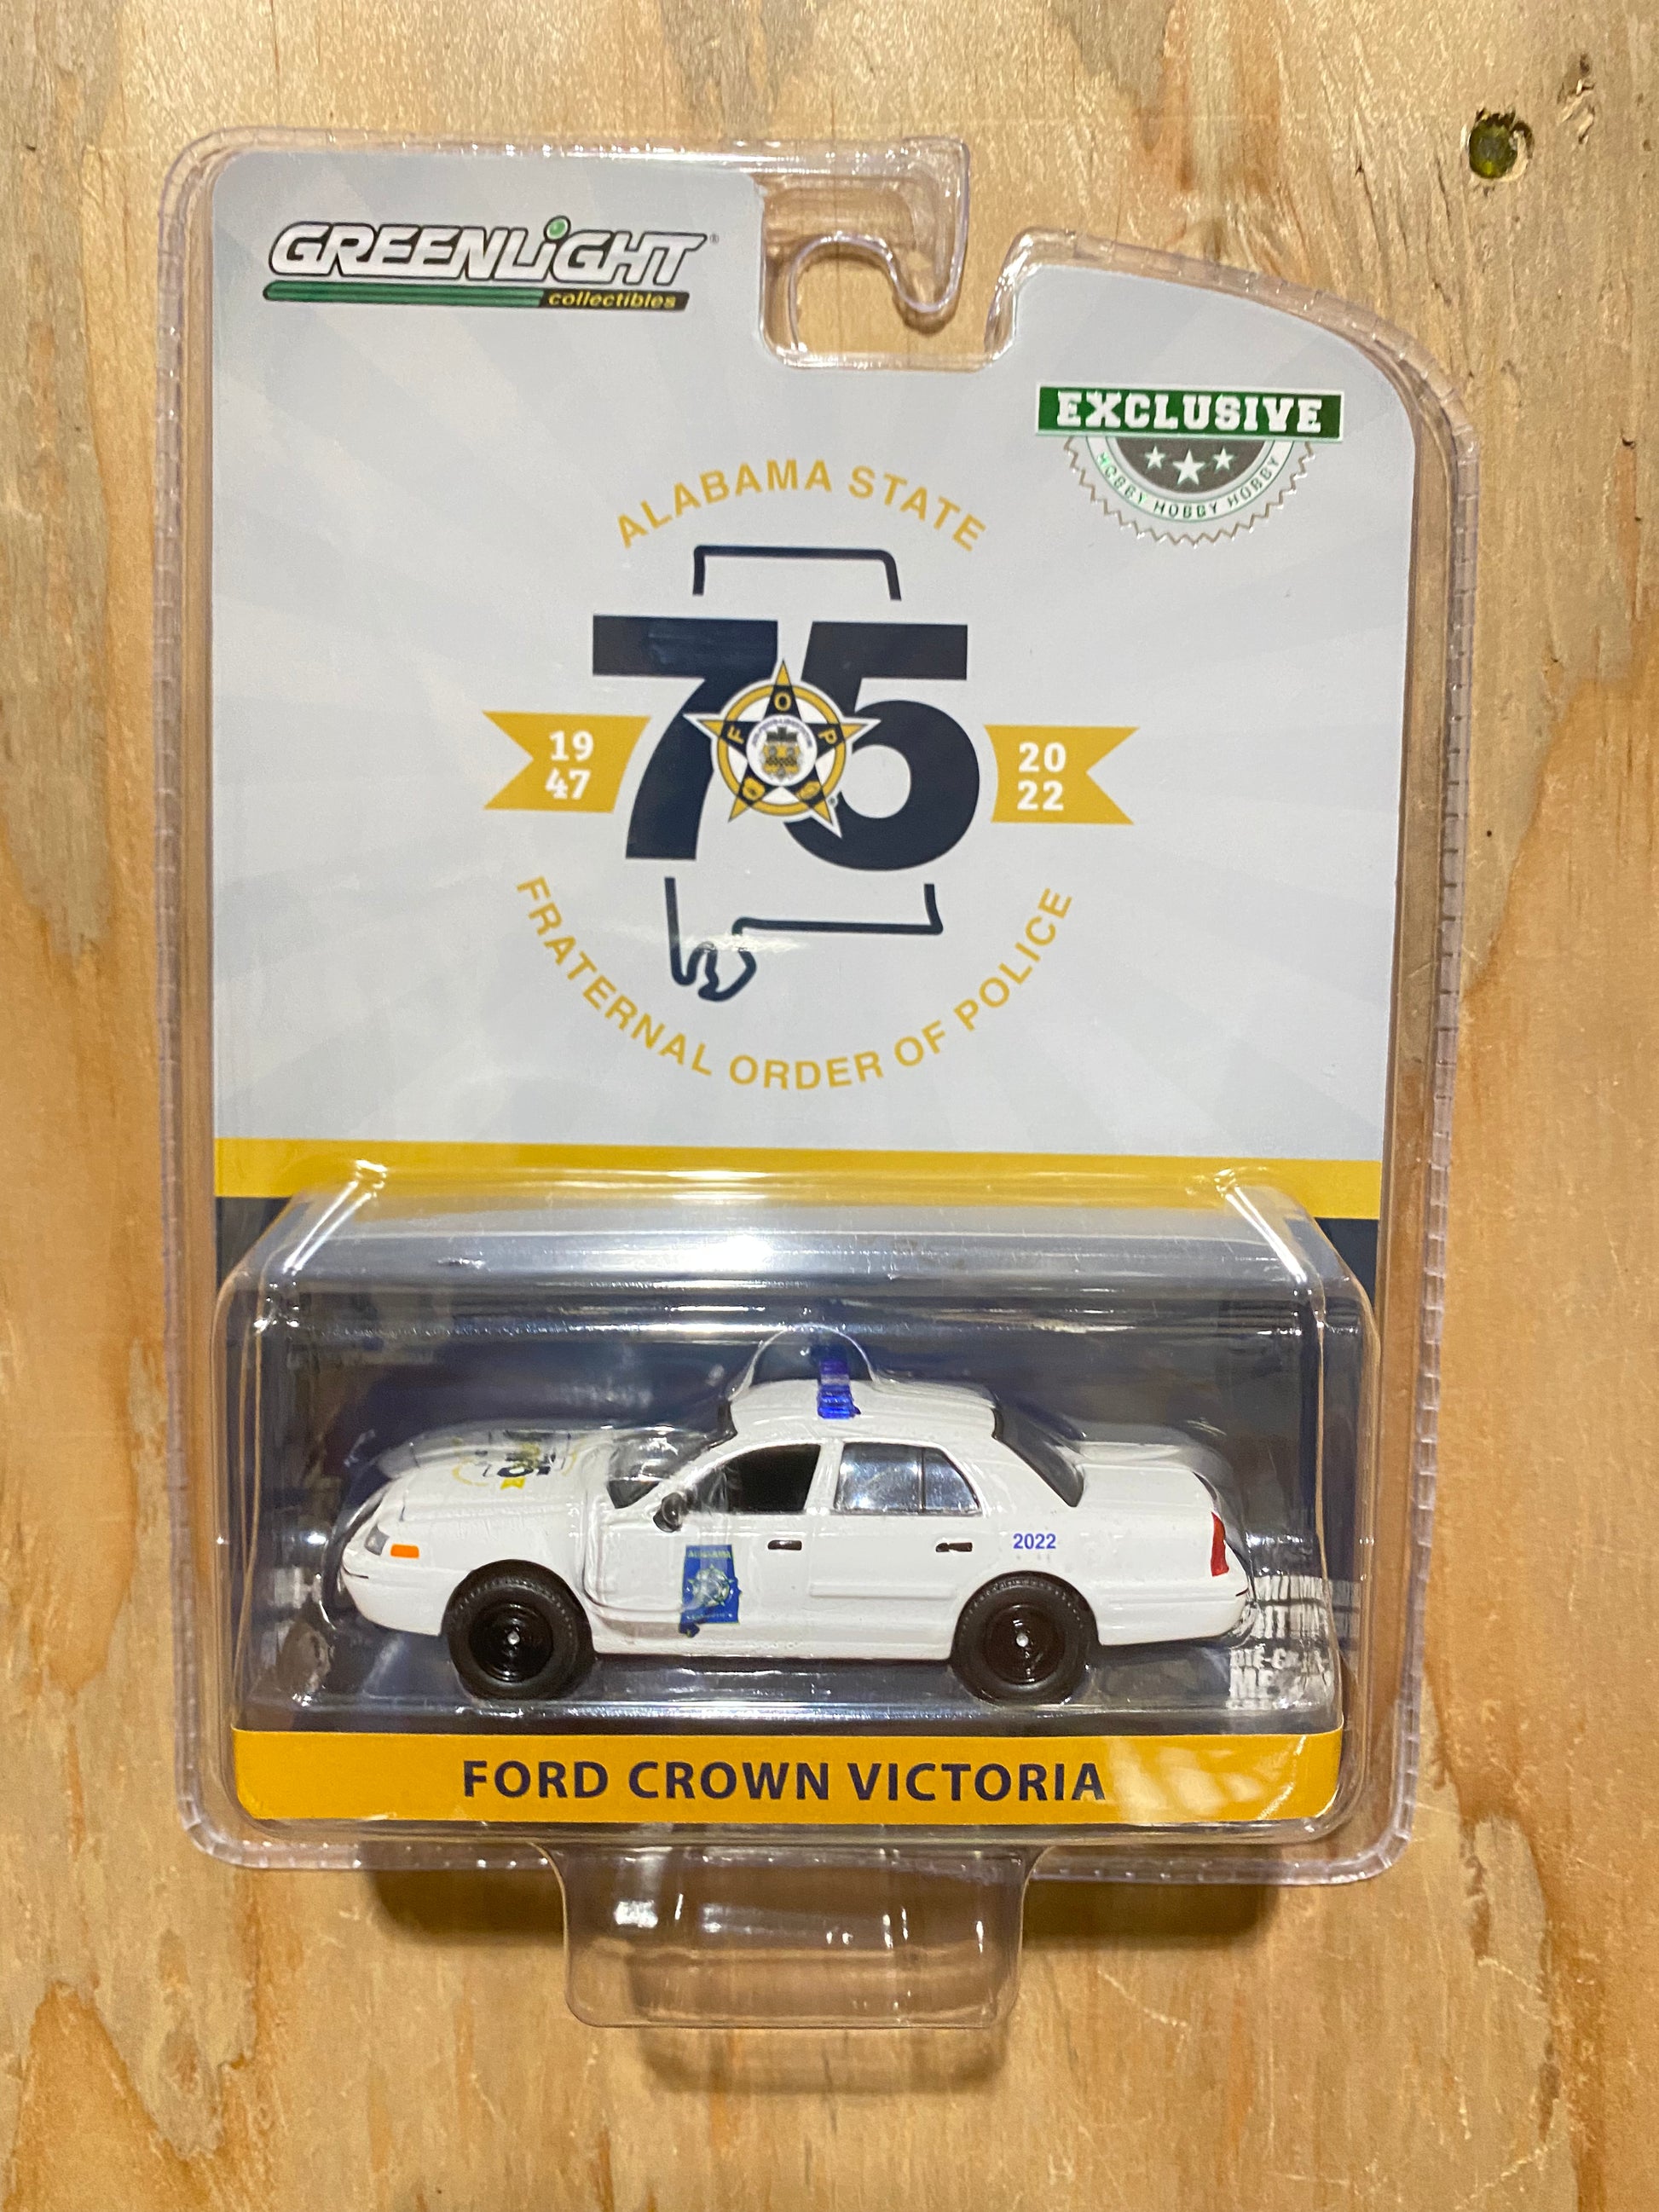 GREENLiGHT®
collectibles
EXCLUSIVE
HOBBY HOBBY HOBBY
ALABAMA STATE
75
F O P
19
47
20
22
FRATERNAL ORDER OF POLICE
ALABAMA
2022
FORD CROWN VICTORIA